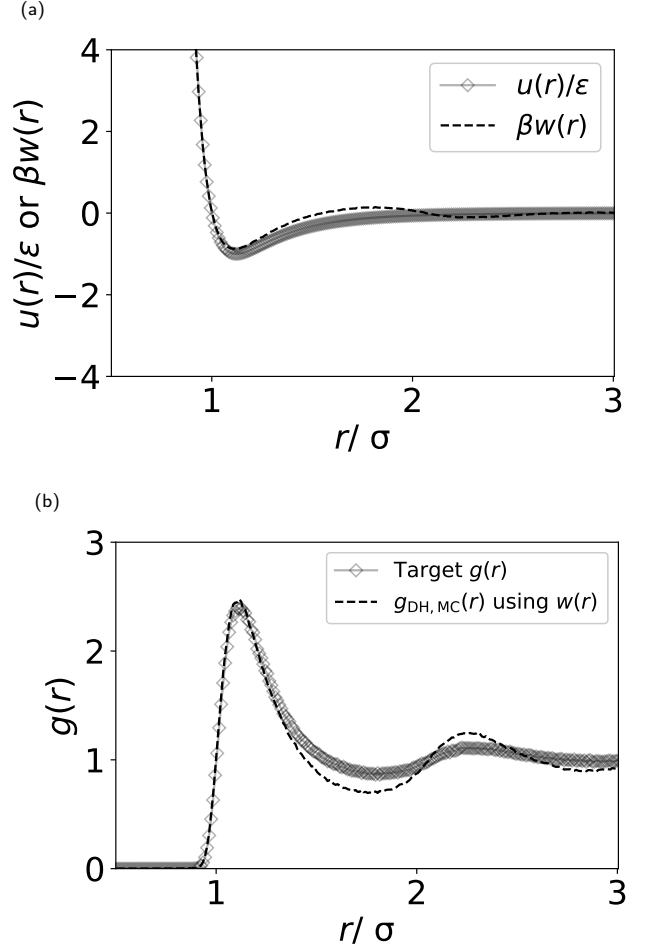 (a)
4
2
0
−2
−4
u(r)/ε or βw(r)
u(r)/ε
βw(r)
1
2
3
r/ σ
(b)
3
2
1
0
g(r)
Target g(r)
g_DH, MC(r) using w(r)
1
2
3
r/ σ